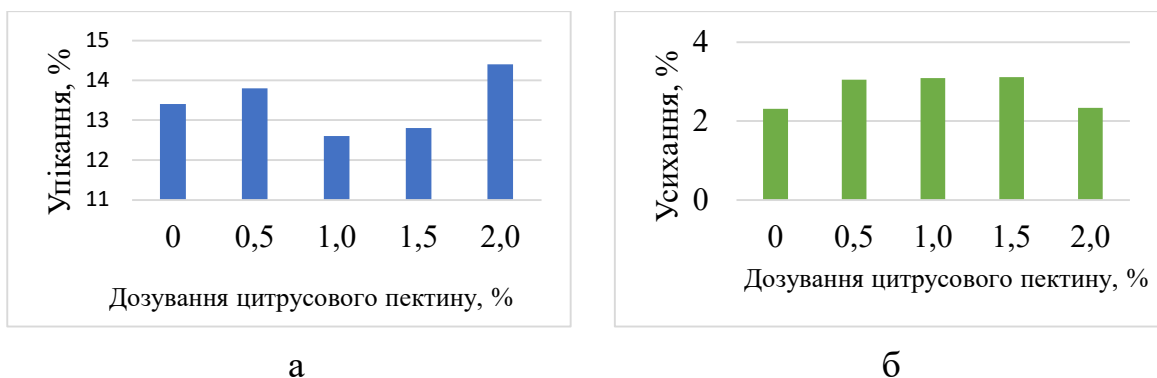 Упікання, %
15
14
13
12
11
0 0,5 1,0 1,5 2,0
Дозування цитрусового пектину, %
а
Усихання, %
4
2
0
0 0,5 1,0 1,5 2,0
Дозування цитрусового пектину, %
б